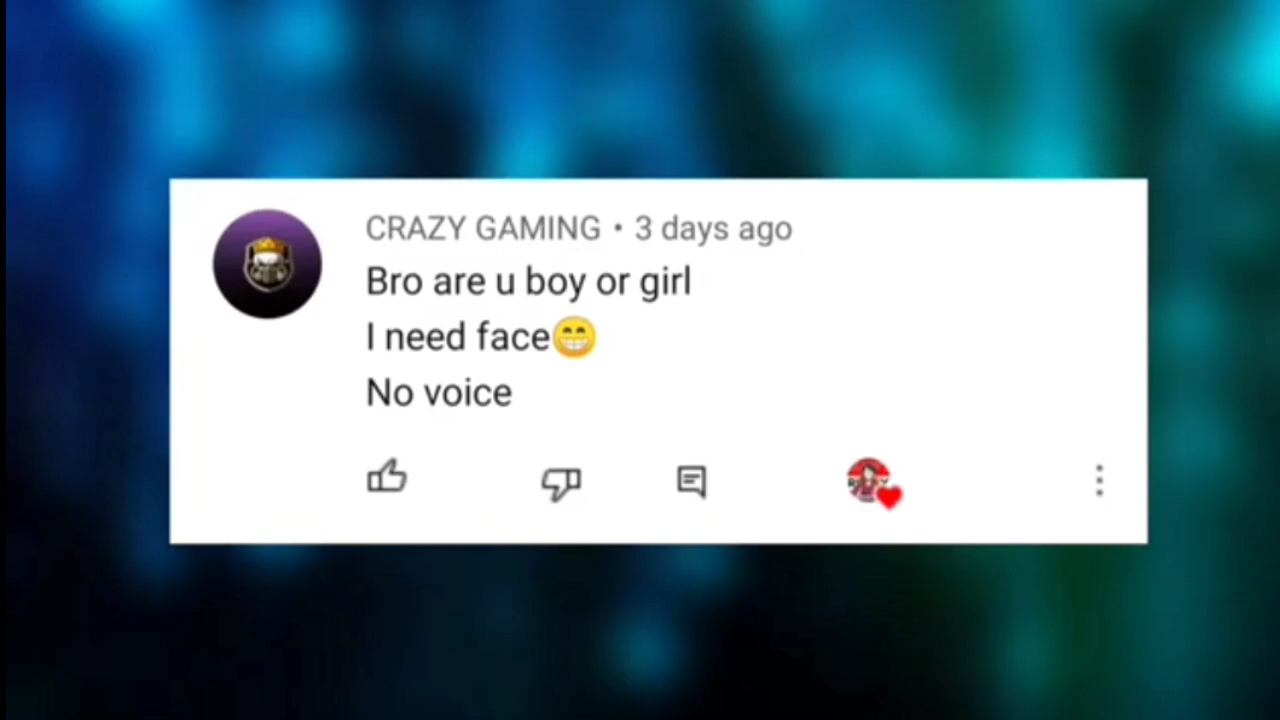 CRAZY GAMING • 3 days ago
Bro are u boy or girl
I need face😁
No voice